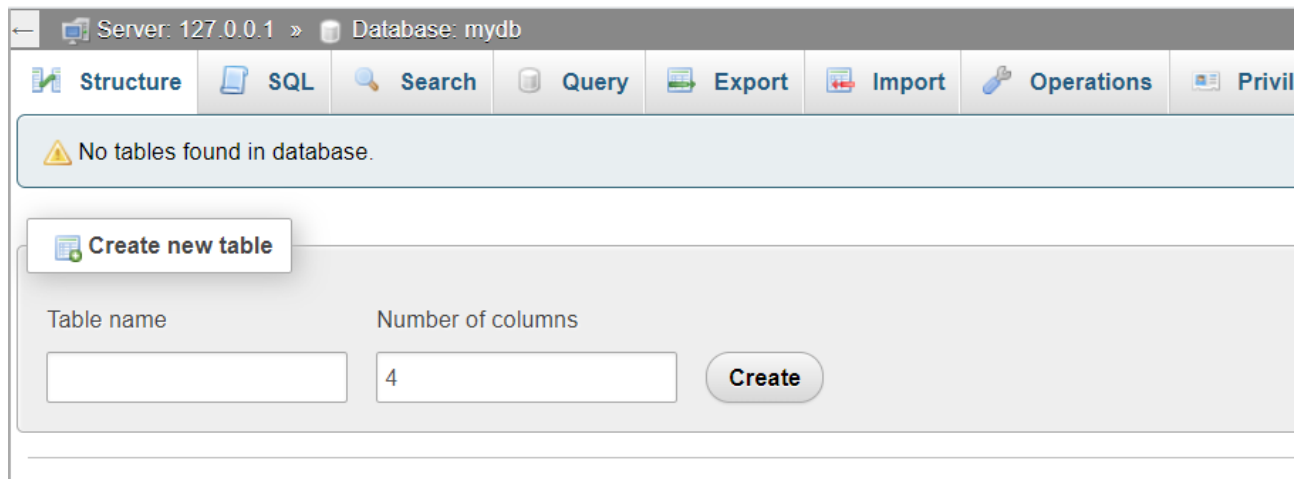 ← Server: 127.0.0.1 » Database: mydb
Structure SQL Search Query Export Import Operations Privil
No tables found in database.
Create new table
Table name Number of columns
4 Create